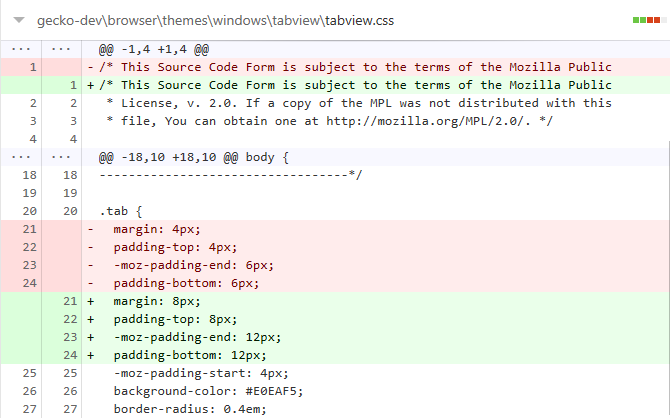 gecko-dev\browser\themes\windows\tabview\tabview.css
... ... @@ -1,4 +1,4 @@
1 - /* This Source Code Form is subject to the terms of the Mozilla Public
1 + /* This Source Code Form is subject to the terms of the Mozilla Public
2 2 * License, v. 2.0. If a copy of the MPL was not distributed with this
3 3 * file, You can obtain one at http://mozilla.org/MPL/2.0/. */
4 4
... ... @@ -18,10 +18,10 @@ body {
18 18 ----------------------------------*/
19 19
20 20 .tab {
21 - margin: 4px;
22 - padding-top: 4px;
23 - -moz-padding-end: 6px;
24 - padding-bottom: 6px;
21 + margin: 8px;
22 + padding-top: 8px;
23 + -moz-padding-end: 12px;
24 + padding-bottom: 12px;
25 25 -moz-padding-start: 4px;
26 26 background-color: #E0EAF5;
27 27 border-radius: 0.4em;